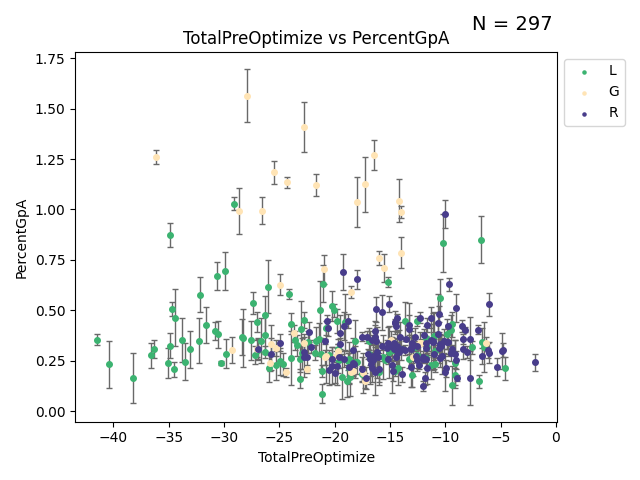 N = 297
TotalPreOptimize vs PercentGpA
1.75
1.50
1.25
1.00
0.75
0.50
0.25
0.00
PercentGpA
−40
−35
−30
−25
−20
−15
−10
−5
0
TotalPreOptimize
L
G
R